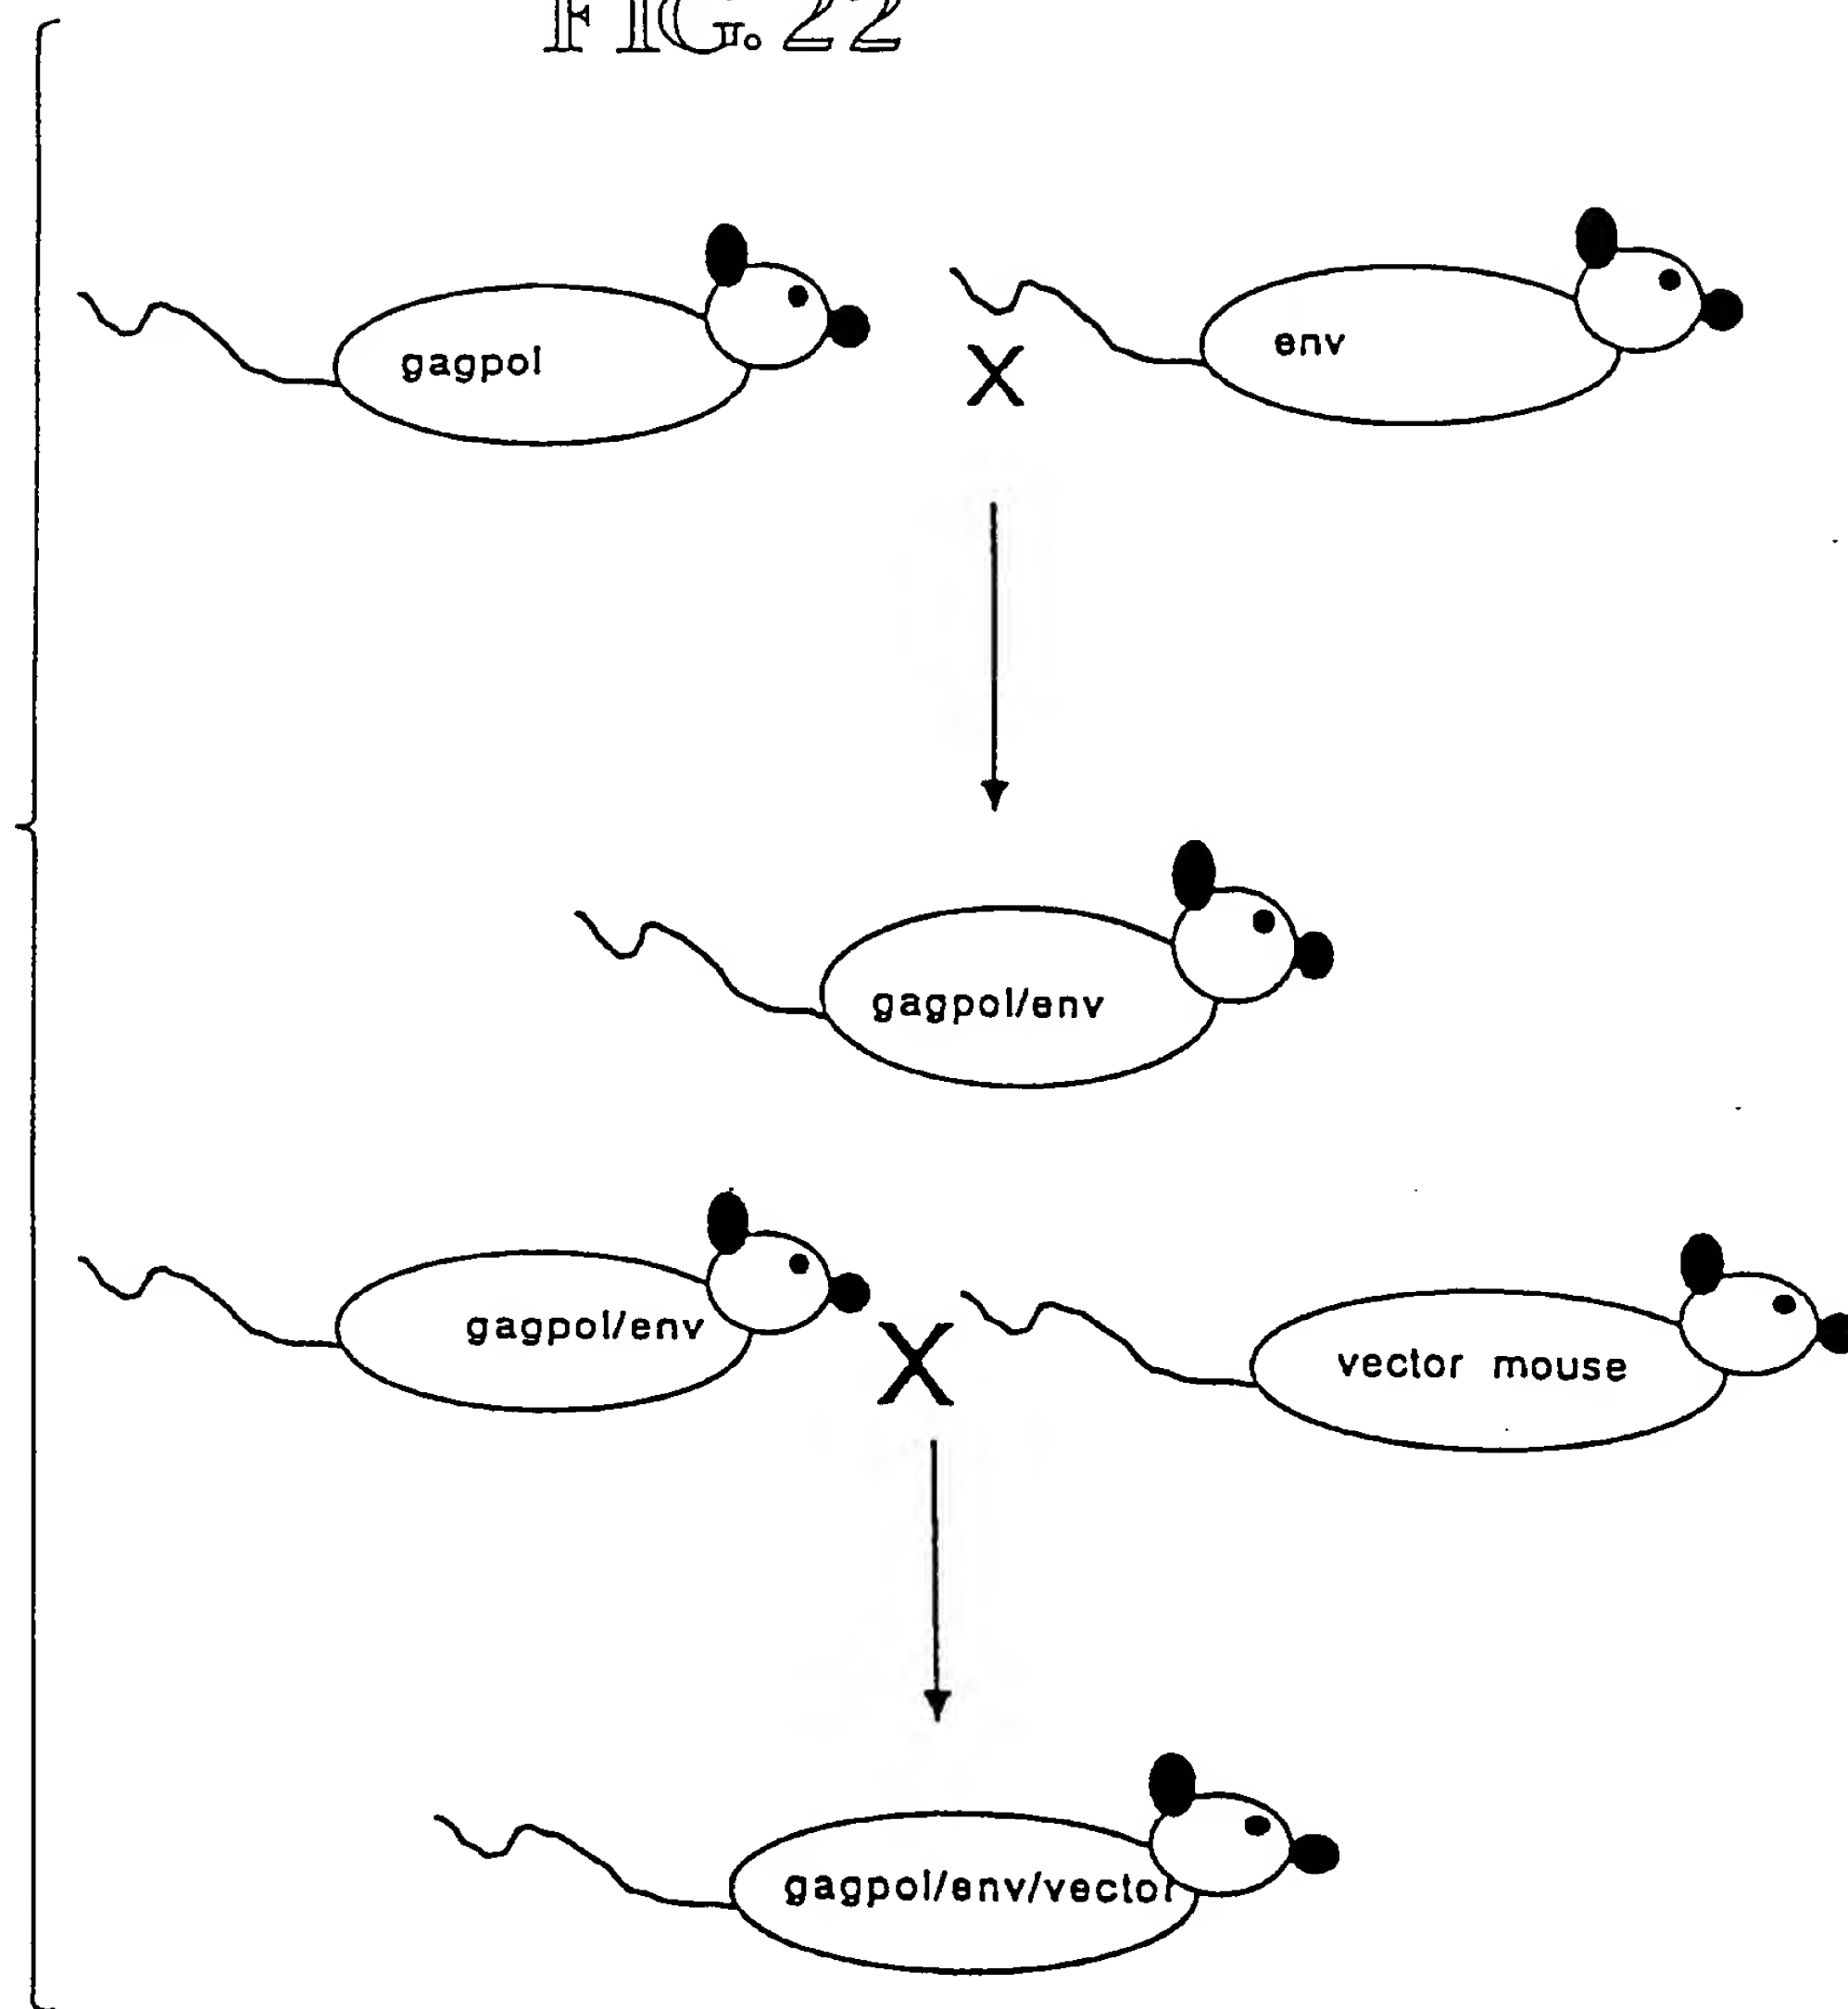 FIG. 22
gagpol
X
env
gagpol/env
gagpol/env
X
vector mouse
gagpol/env/vector